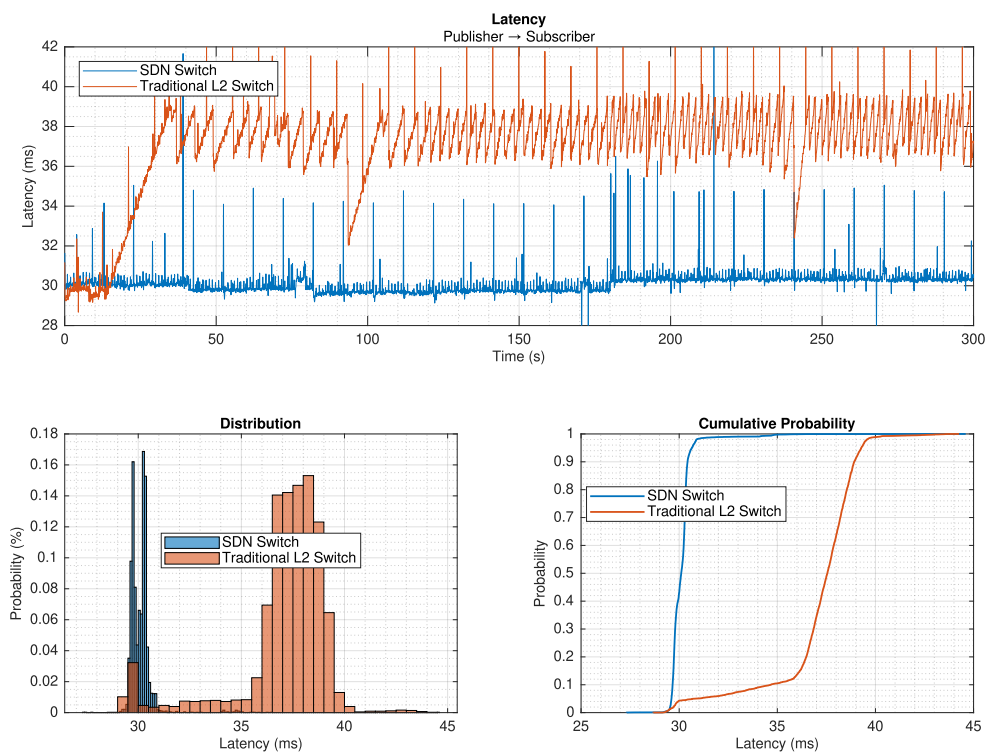 Latency
Publisher → Subscriber
42
40
38
36
34
32
30
28
Latency (ms)
SDN Switch
Traditional L2 Switch
0
50
100
150
200
250
300
Time (s)
Distribution
0.18
0.16
0.14
0.12
0.1
0.08
0.06
0.04
0.02
0
Probability (%)
SDN Switch
Traditional L2 Switch
30
35
40
45
Latency (ms)
Cumulative Probability
1
0.9
0.8
0.7
0.6
0.5
0.4
0.3
0.2
0.1
0
Probability
SDN Switch
Traditional L2 Switch
25
30
35
40
45
Latency (ms)